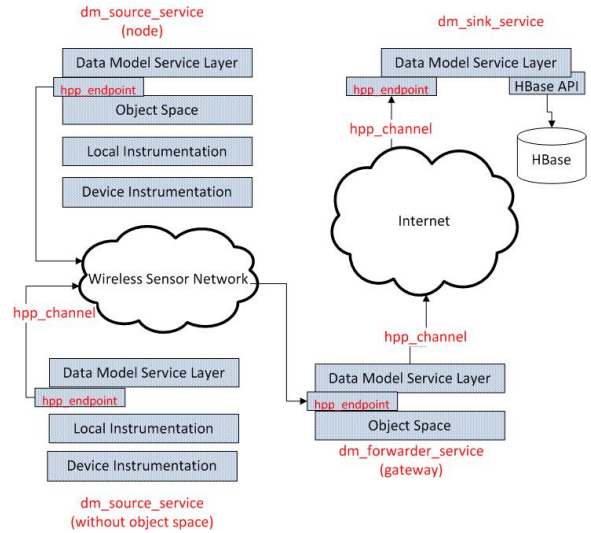 dm_source_service
(node)
Data Model Service Layer
hpp_endpoint
Object Space
Local Instrumentation
Device Instrumentation
Wireless Sensor Network
hpp_channel
Data Model Service Layer
hpp_endpoint
Local Instrumentation
Device Instrumentation
dm_source_service
(without object space)
dm_sink_service
Data Model Service Layer
hpp_endpoint
HBase API
hpp_channel
HBase
Internet
hpp_channel
Data Model Service Layer
hpp_endpoint
Object Space
dm_forwarder_service
(gateway)